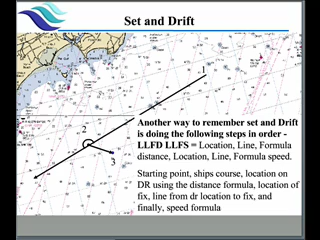 Set and Drift
1
Another way to remember set and Drift
is doing the following steps in order -
LLFD LLFS = Location, Line, Formula
distance, Location, Line, Formula speed.
2
3
Starting point, ships course, location on
DR using the distance formula, location of
fix, line from dr location to fix, and
finally, speed formula